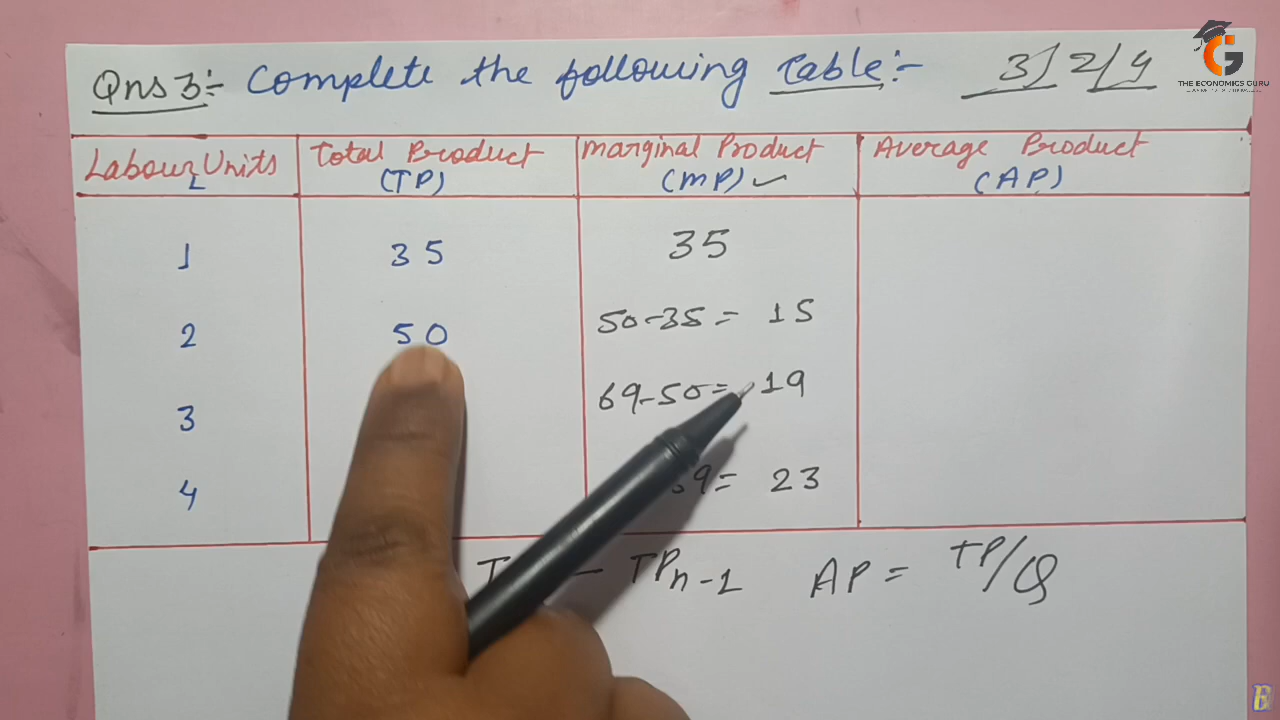 Qns 3:- Complete the following Table:- 3/2/4
THE ECONOMICS GURU
Labour Units Total Product Marginal Product Average Product
L (TP) (MP) ✓ (AP)
1 35 35
2 50 50-35= 15
3 69-50= 19
4 69= 23
T — TPn-1 AP = TP/Q